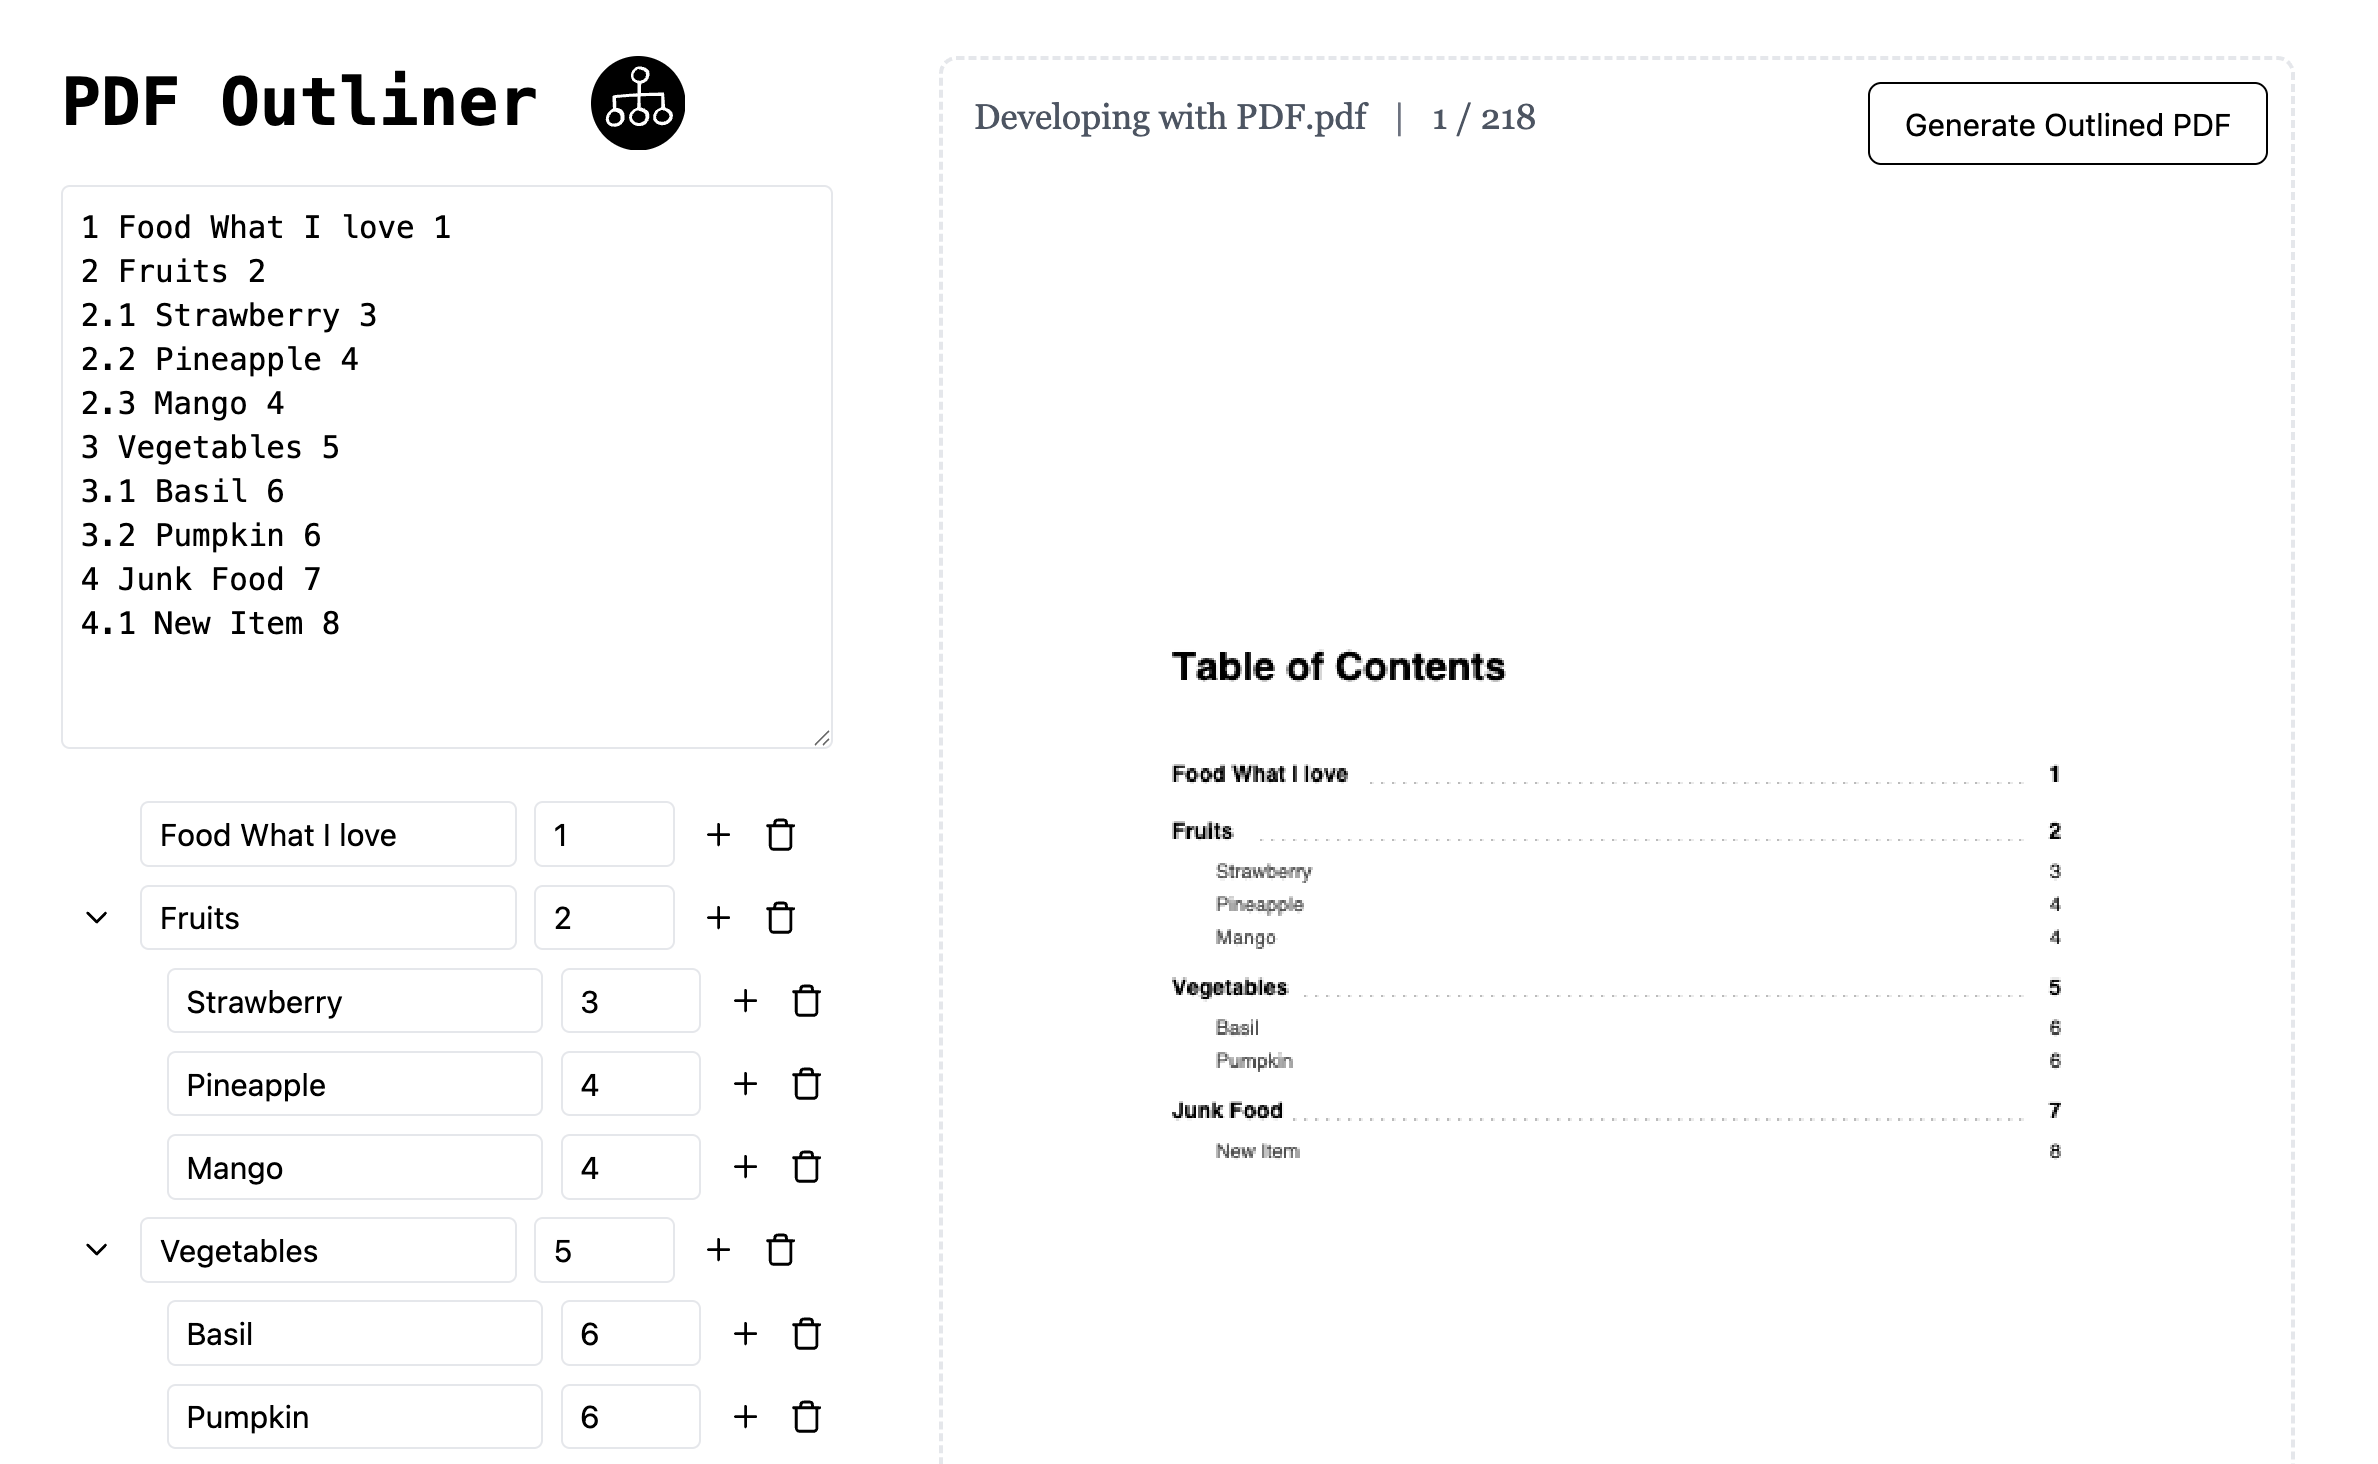 PDF Outliner
1 Food What I love 1
2 Fruits 2
2.1 Strawberry 3
2.2 Pineapple 4
2.3 Mango 4
3 Vegetables 5
3.1 Basil 6
3.2 Pumpkin 6
4 Junk Food 7
4.1 New Item 8
Food What I love 1
Fruits 2
Strawberry 3
Pineapple 4
Mango 4
Vegetables 5
Basil 6
Pumpkin 6
Developing with PDF.pdf | 1 / 218
Generate Outlined PDF
Table of Contents
Food What I love 1
Fruits 2
Strawberry 3
Pineapple 4
Mango 4
Vegetables 5
Basil 6
Pumpkin 6
Junk Food 7
New Item 8